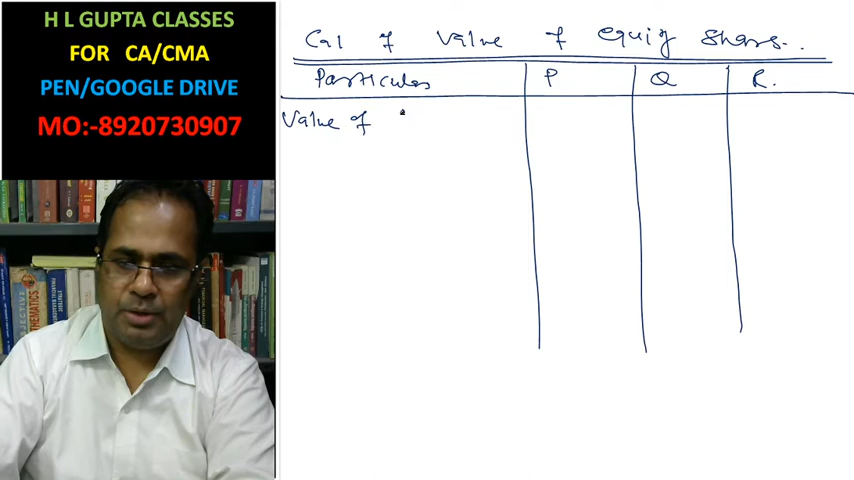 H L GUPTA CLASSES
FOR CA/CMA
PEN/GOOGLE DRIVE
MO:-8920730907
Cal of Value of equity Shares..
Particulars P Q R.
Value of